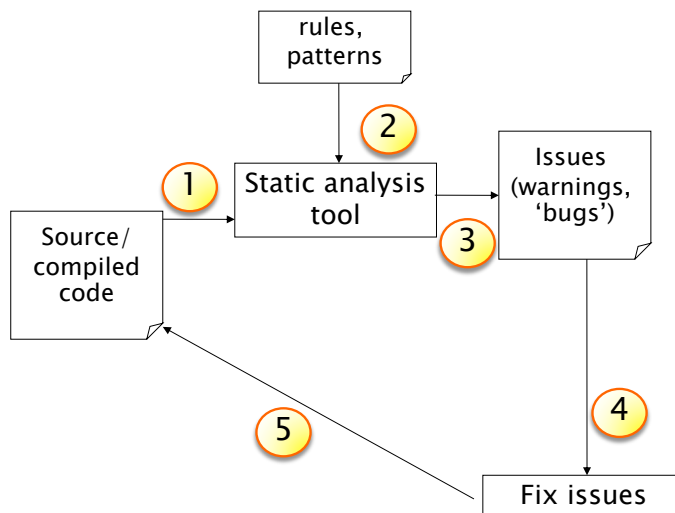 rules,
patterns
2
Issues
(warnings,
‘bugs’)
1
Static analysis
tool
3
Source/
compiled
code
4
5
Fix issues